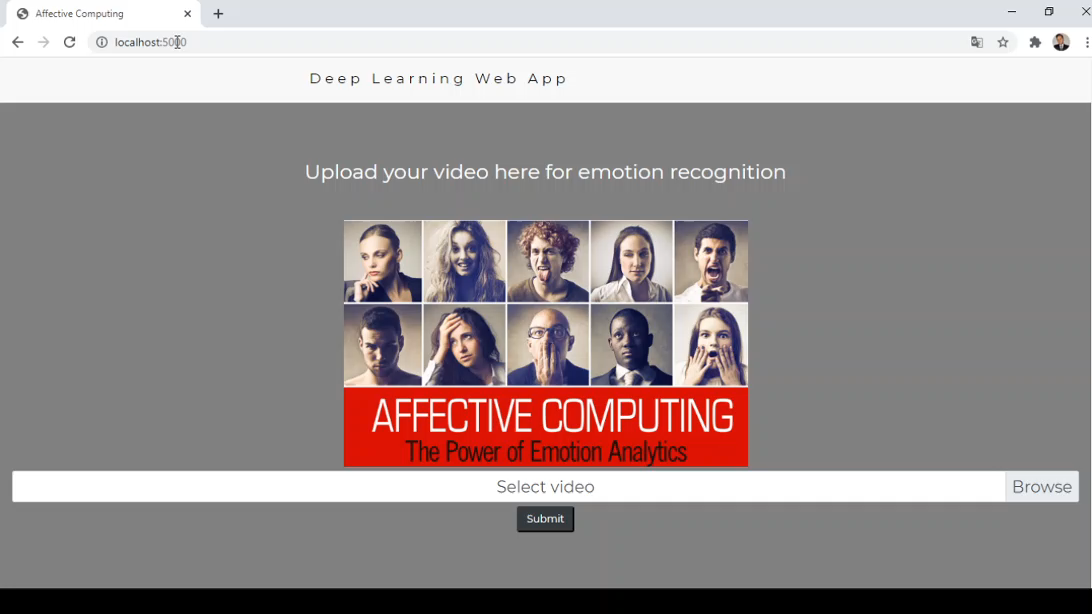 Affective Computing
localhost:5000
Deep Learning Web App
Upload your video here for emotion recognition
AFFECTIVE COMPUTING
The Power of Emotion Analytics
Select video
Browse
Submit